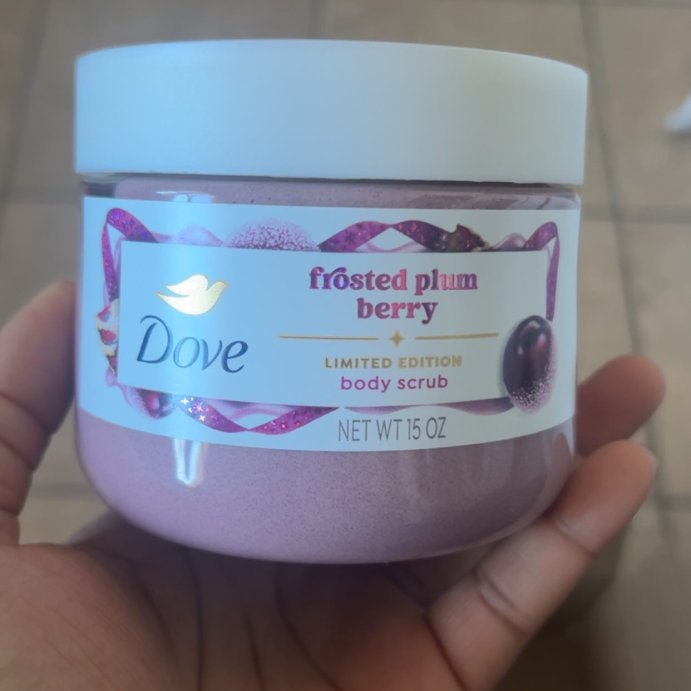 Dove
frosted plum
berry
LIMITED EDITION
body scrub
NET WT 15 OZ